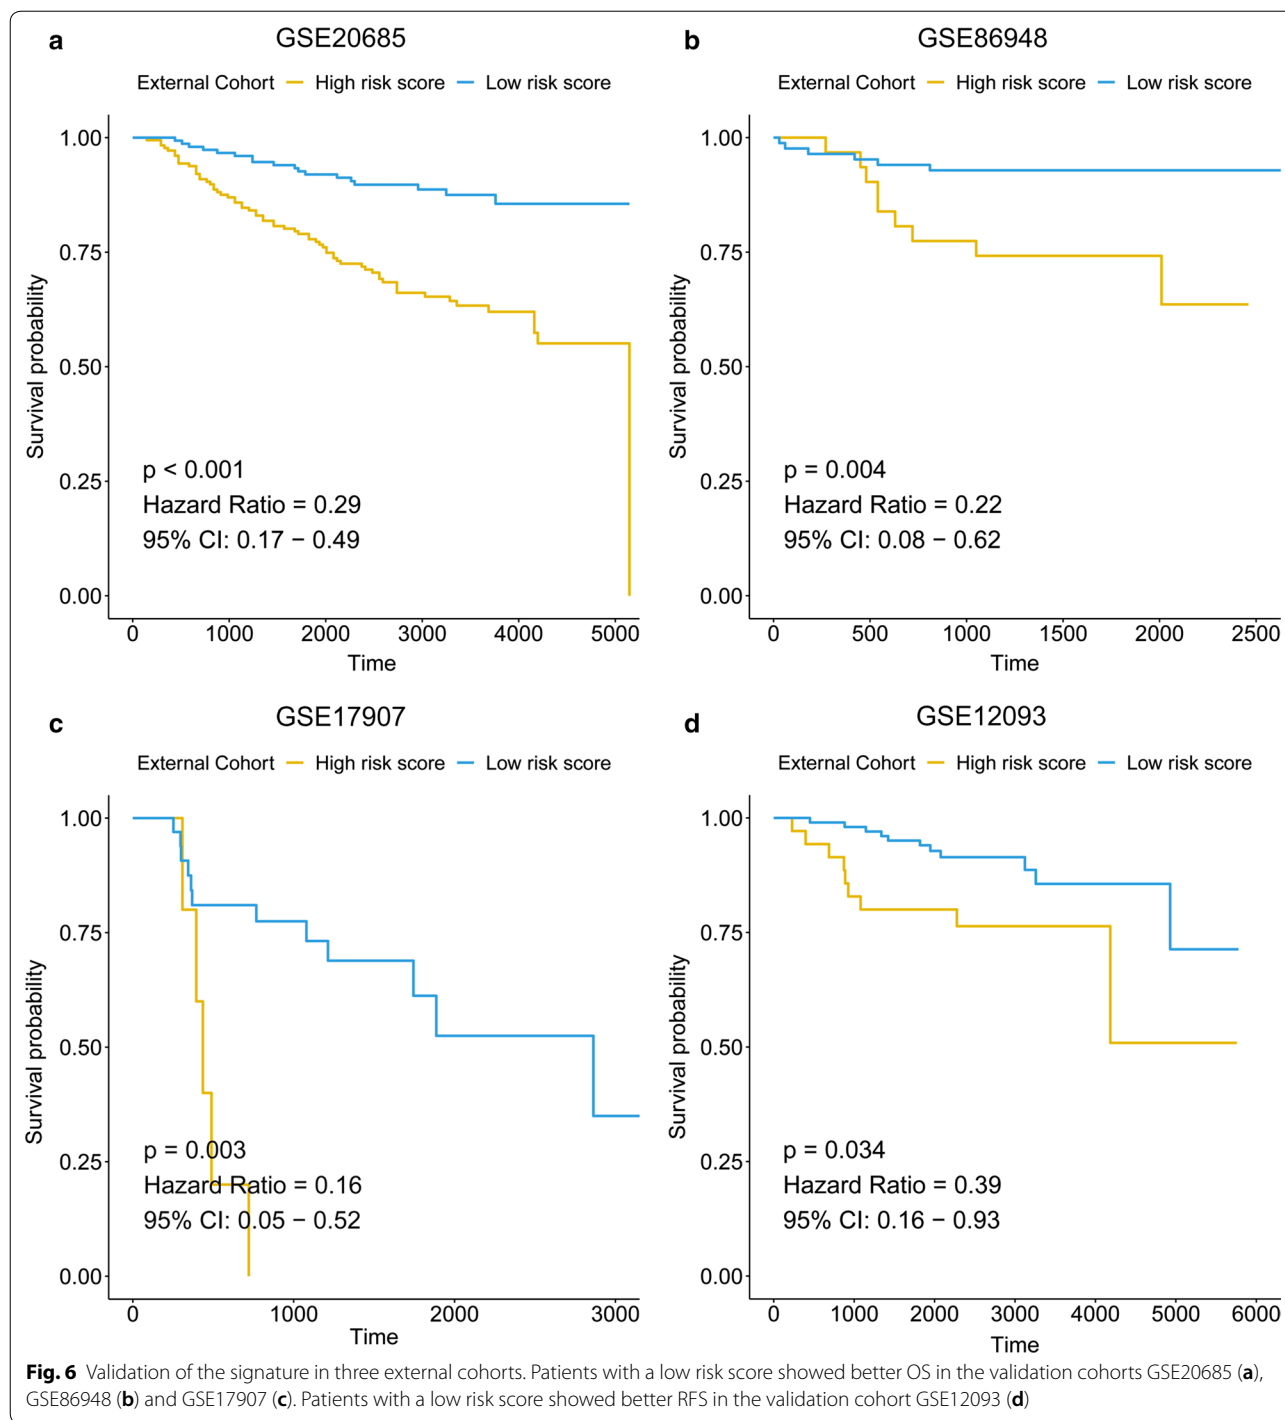 a
GSE20685
External Cohort High risk score Low risk score
1.00
0.75
0.50
0.25
0.00
Survival probability
p < 0.001
Hazard Ratio = 0.29
95% CI: 0.17 − 0.49
0 1000 2000 3000 4000 5000
Time
b
GSE86948
External Cohort High risk score Low risk score
1.00
0.75
0.50
0.25
0.00
Survival probability
p = 0.004
Hazard Ratio = 0.22
95% CI: 0.08 − 0.62
0 500 1000 1500 2000 2500
Time
c
GSE17907
External Cohort High risk score Low risk score
1.00
0.75
0.50
0.25
0.00
Survival probability
p = 0.003
Hazard Ratio = 0.16
95% CI: 0.05 − 0.52
0 1000 2000 3000
Time
d
GSE12093
External Cohort High risk score Low risk score
1.00
0.75
0.50
0.25
0.00
Survival probability
p = 0.034
Hazard Ratio = 0.39
95% CI: 0.16 − 0.93
0 1000 2000 3000 4000 5000 6000
Time
Fig. 6 Validation of the signature in three external cohorts. Patients with a low risk score showed better OS in the validation cohorts GSE20685 (a),
GSE86948 (b) and GSE17907 (c). Patients with a low risk score showed better RFS in the validation cohort GSE12093 (d)